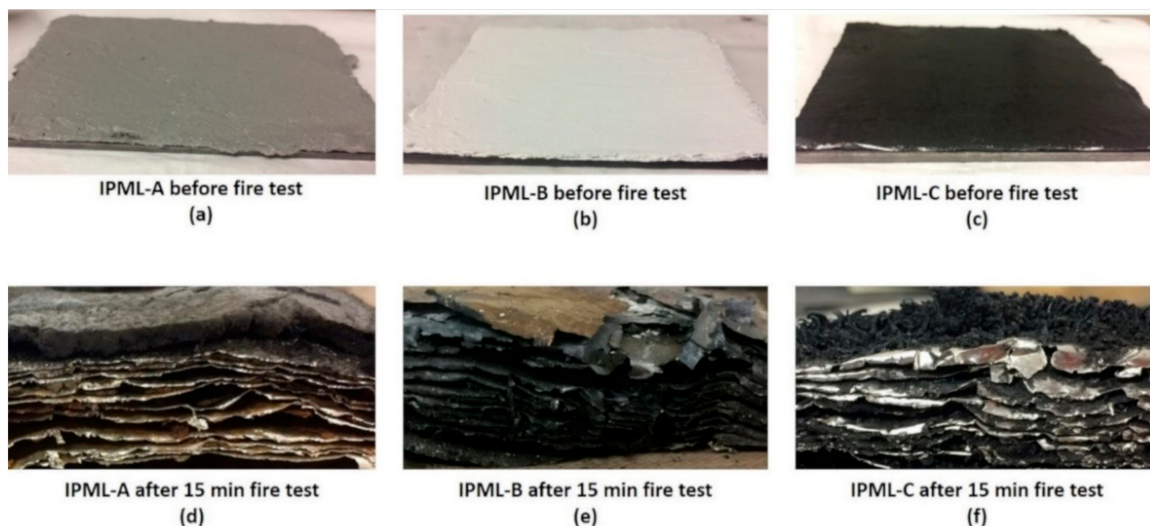 IPML-A before fire test
(a)
IPML-B before fire test
(b)
IPML-C before fire test
(c)
IPML-A after 15 min fire test
(d)
IPML-B after 15 min fire test
(e)
IPML-C after 15 min fire test
(f)